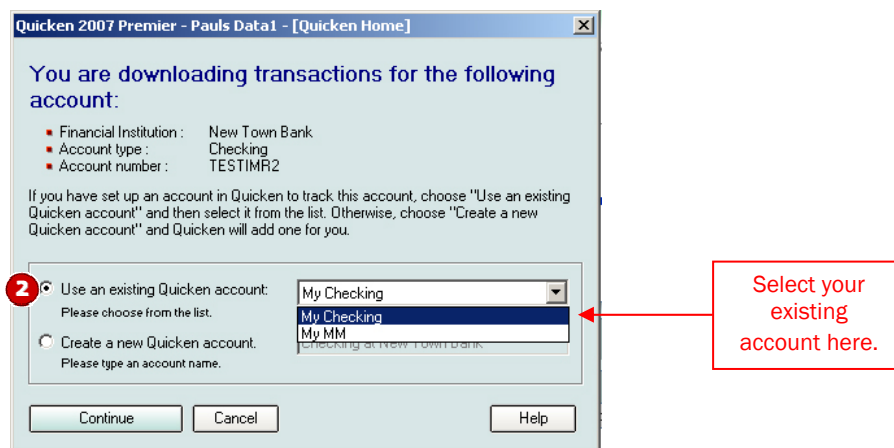 Quicken 2007 Premier - Pauls Data1 - [Quicken Home]
You are downloading transactions for the following
account:
Financial Institution : New Town Bank
Account type : Checking
Account number : TESTIMR2
If you have set up an account in Quicken to track this account, choose "Use an existing
Quicken account" and then select it from the list. Otherwise, choose "Create a new
Quicken account" and Quicken will add one for you.
2
Use an existing Quicken account:
My Checking
Please choose from the list.
My Checking
My MM
Create a new Quicken account.
Checking at New Town Bank
Please type an account name.
Continue
Cancel
Help
Select your
existing
account here.